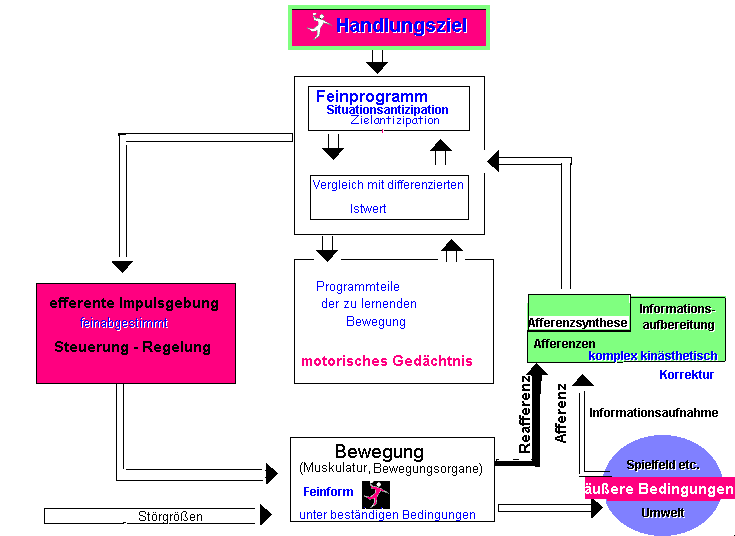 Handlungsziel
Feinprogramm
Situationsantizipation
Zielantizipation
Vergleich mit differenzierten
Istwert
efferente Impulsgebung
feinabgestimmt
Steuerung - Regelung
Programmteile
der zu lernenden
Bewegung
motorisches Gedächtnis
Informations-
aufbereitung
Afferenzsynthese
Afferenzen
komplex kinästhetisch
Korrektur
Reafferenz
Afferenz
Informationsaufnahme
Bewegung
(Muskulatur, Bewegungsorgane)
Feinform
unter beständigen Bedingungen
Störgrößen
Spielfeld etc.
äußere Bedingungen
Umwelt